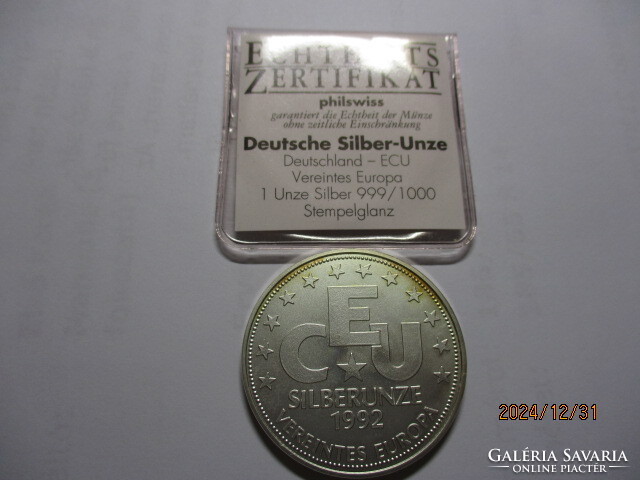 ECHTHEITS
ZERTIFIKAT
philswiss
garantiert die Echtheit der Münze
ohne zeitliche Einschränkung
Deutsche Silber-Unze
Deutschland – ECU
Vereintes Europa
1 Unze Silber 999/1000
Stempelglanz
ECU
SILBERUNZE
1992
VEREINTES EUROPA
2024/12/31
GALÉRIA SAVARIA
ONLINE PIACTÉR